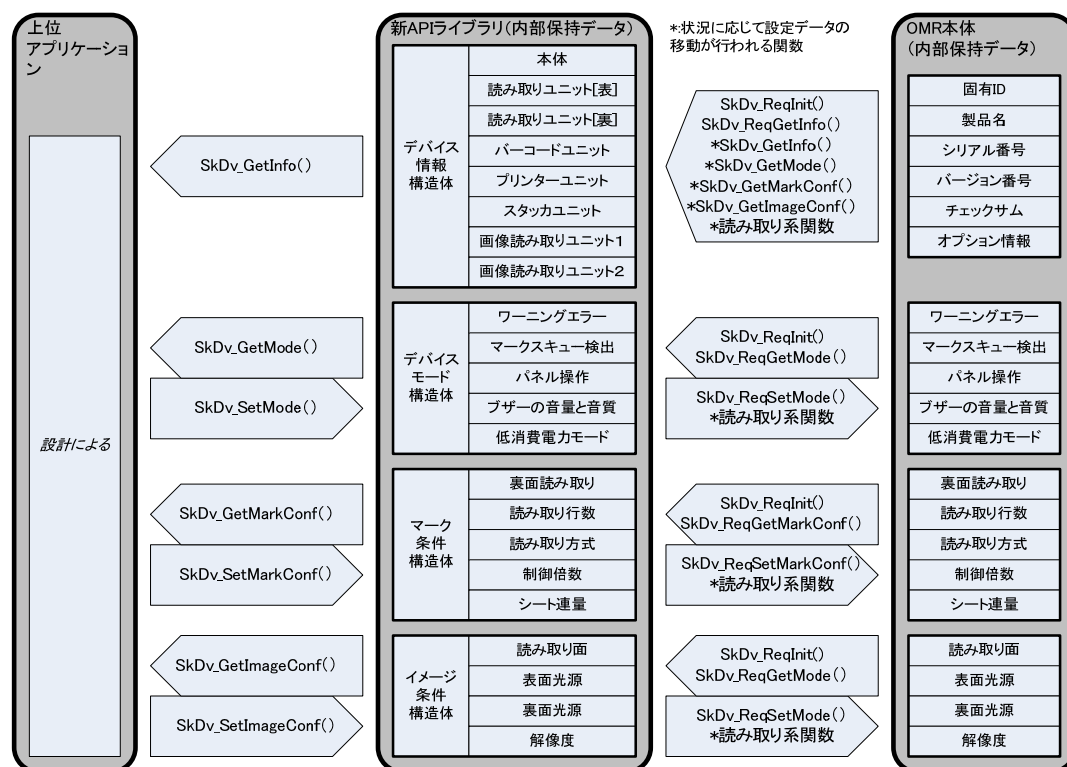 上位
アプリケーショ
ン
設計による
SkDv_GetInfo()
SkDv_GetMode()
SkDv_SetMode()
SkDv_GetMarkConf()
SkDv_SetMarkConf()
SkDv_GetImageConf()
SkDv_SetImageConf()
新APIライブラリ(内部保持データ)
デバイス
情報
構造体
本体
読み取りユニット[表]
読み取りユニット[裏]
バーコードユニット
プリンターユニット
スタッカユニット
画像読み取りユニット1
画像読み取りユニット2
デバイス
モード
構造体
ワーニングエラー
マークスキュー検出
パネル操作
ブザーの音量と音質
低消費電力モード
マーク
条件
構造体
裏面読み取り
読み取り行数
読み取り方式
制御倍数
シート連量
イメージ
条件
構造体
読み取り面
表面光源
裏面光源
解像度
*:状況に応じて設定データの
移動が行われる関数
SkDv_ReqInit()
SkDv_ReqGetInfo()
*SkDv_GetInfo()
*SkDv_GetMode()
*SkDv_GetMarkConf()
*SkDv_GetImageConf()
*読み取り系関数
SkDv_ReqInit()
SkDv_ReqGetMode()
SkDv_ReqSetMode()
*読み取り系関数
SkDv_ReqInit()
SkDv_ReqGetMarkConf()
SkDv_ReqSetMarkConf()
*読み取り系関数
SkDv_ReqInit()
SkDv_ReqGetMode()
SkDv_ReqSetMode()
*読み取り系関数
OMR本体
(内部保持データ)
固有ID
製品名
シリアル番号
バージョン番号
チェックサム
オプション情報
ワーニングエラー
マークスキュー検出
パネル操作
ブザーの音量と音質
低消費電力モード
裏面読み取り
読み取り行数
読み取り方式
制御倍数
シート連量
読み取り面
表面光源
裏面光源
解像度